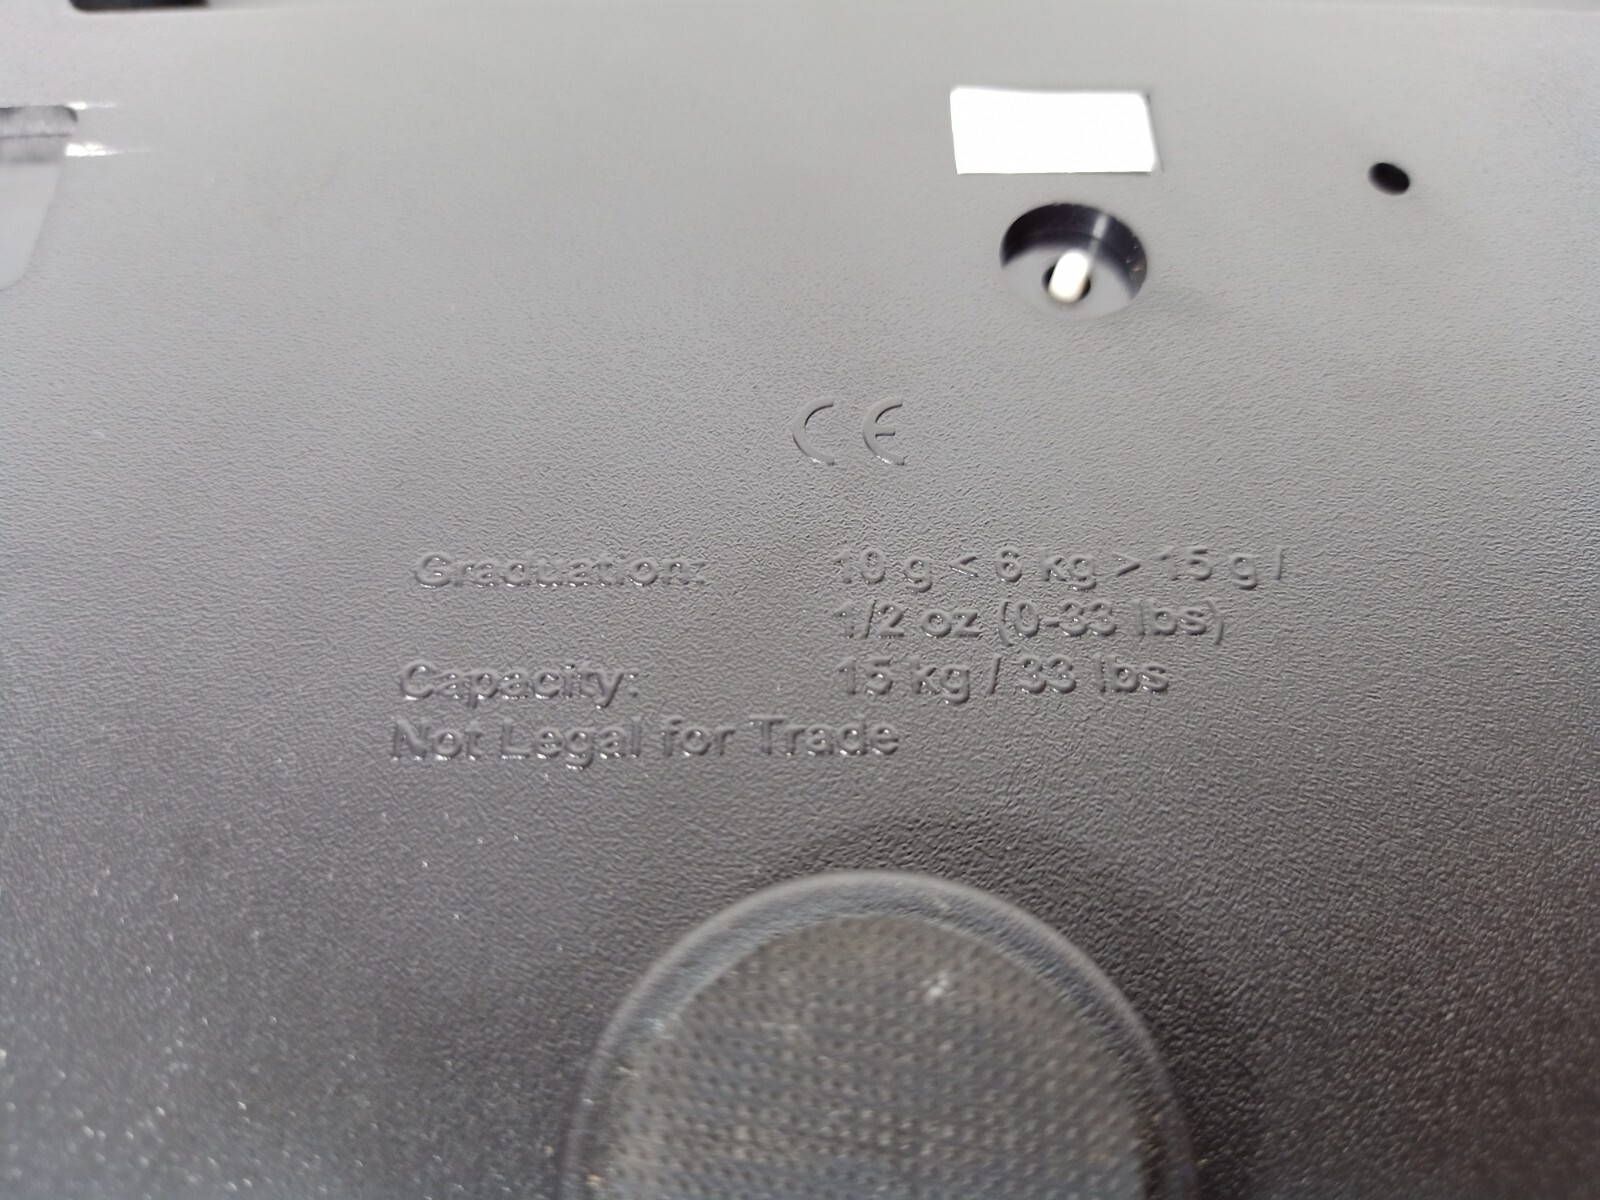 CE
Graduation: 10 g < 6 kg > 15 g /
1/2 oz (0-33 lbs)
Capacity: 15 kg / 33 lbs
Not Legal for Trade